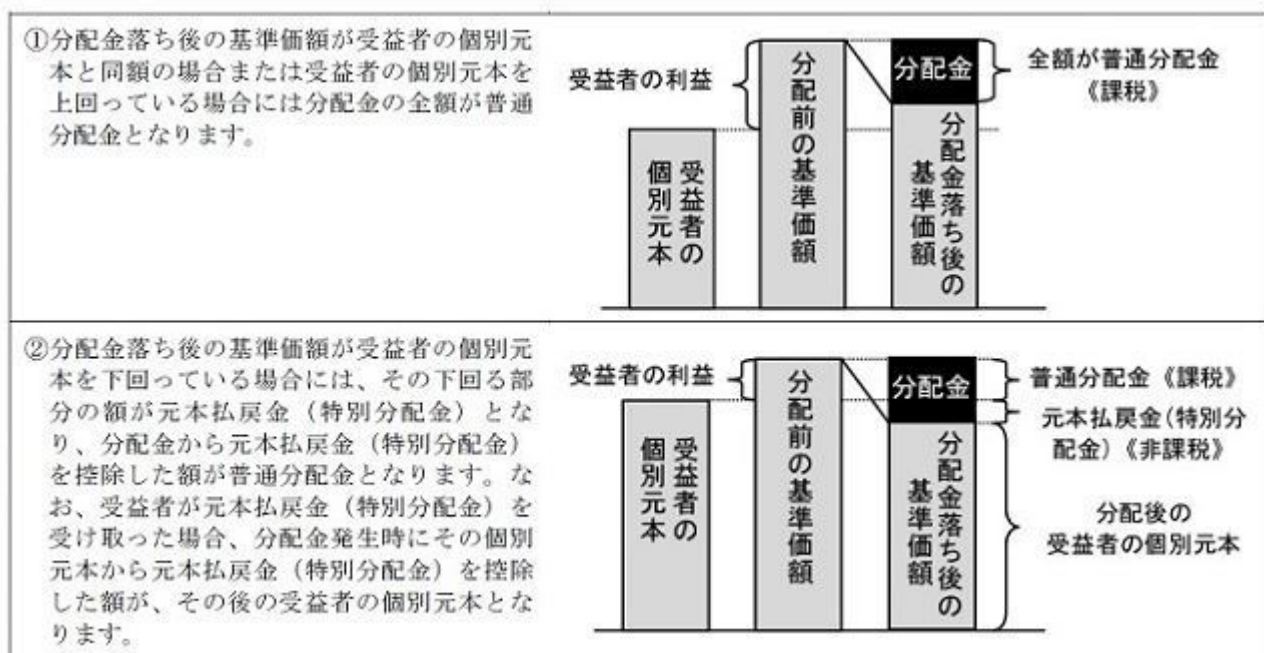 ①分配金落ち後の基準価額が受益者の個別元
本と同額の場合または受益者の個別元本を
上回っている場合には分配金の全額が普通
分配金となります。
受益者の利益
受益者の
個別元本
分配前の基準価額
分配金
分配金落ち後の
基準価額
全額が普通分配金
《課税》
②分配金落ち後の基準価額が受益者の個別元
本を下回っている場合には、その下回る部
分の額が元本払戻金（特別分配金）とな
り、分配金から元本払戻金（特別分配金）
を控除した額が普通分配金となります。な
お、受益者が元本払戻金（特別分配金）を
受け取った場合、分配金発生時にその個別
元本から元本払戻金（特別分配金）を控除
した額が、その後の受益者の個別元本とな
ります。
受益者の利益
受益者の
個別元本
分配前の基準価額
分配金
分配金落ち後の
基準価額
普通分配金《課税》
元本払戻金(特別分
配金)《非課税》
分配後の
受益者の個別元本